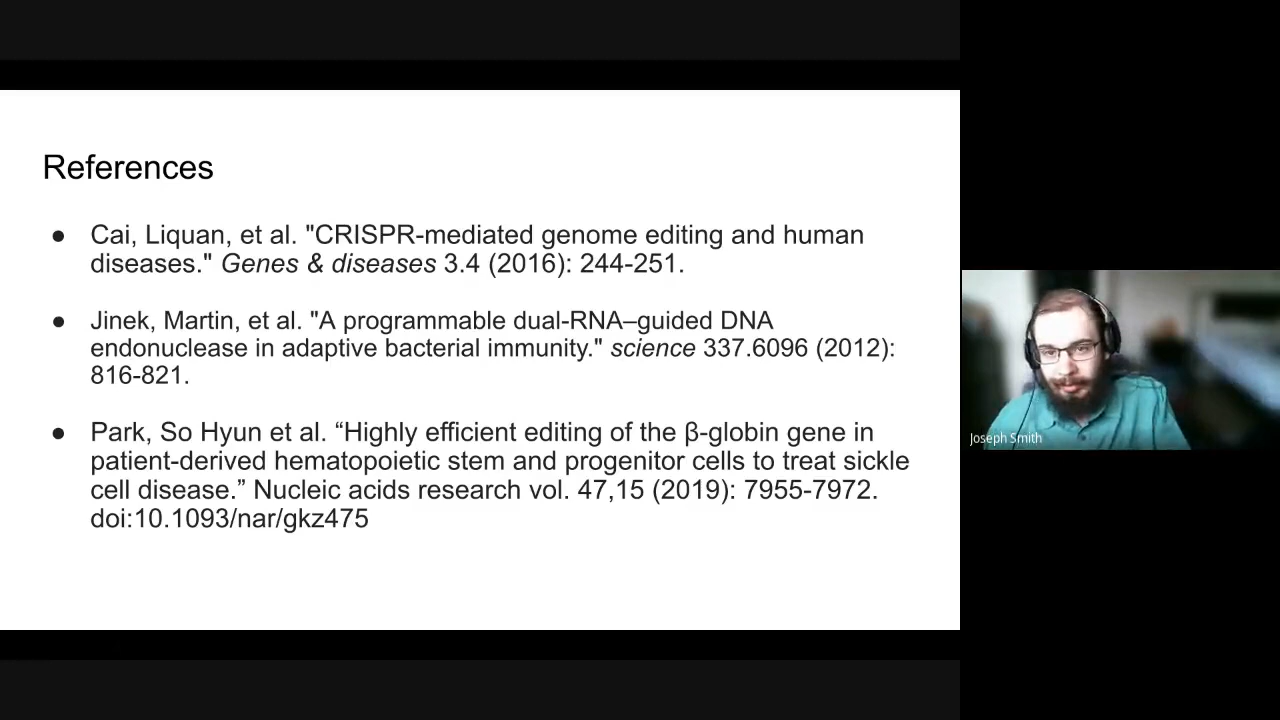 References
● Cai, Liquan, et al. "CRISPR-mediated genome editing and human
diseases." Genes & diseases 3.4 (2016): 244-251.
● Jinek, Martin, et al. "A programmable dual-RNA–guided DNA
endonuclease in adaptive bacterial immunity." science 337.6096 (2012):
816-821.
● Park, So Hyun et al. “Highly efficient editing of the β-globin gene in
patient-derived hematopoietic stem and progenitor cells to treat sickle
cell disease.” Nucleic acids research vol. 47,15 (2019): 7955-7972.
doi:10.1093/nar/gkz475
Joseph Smith